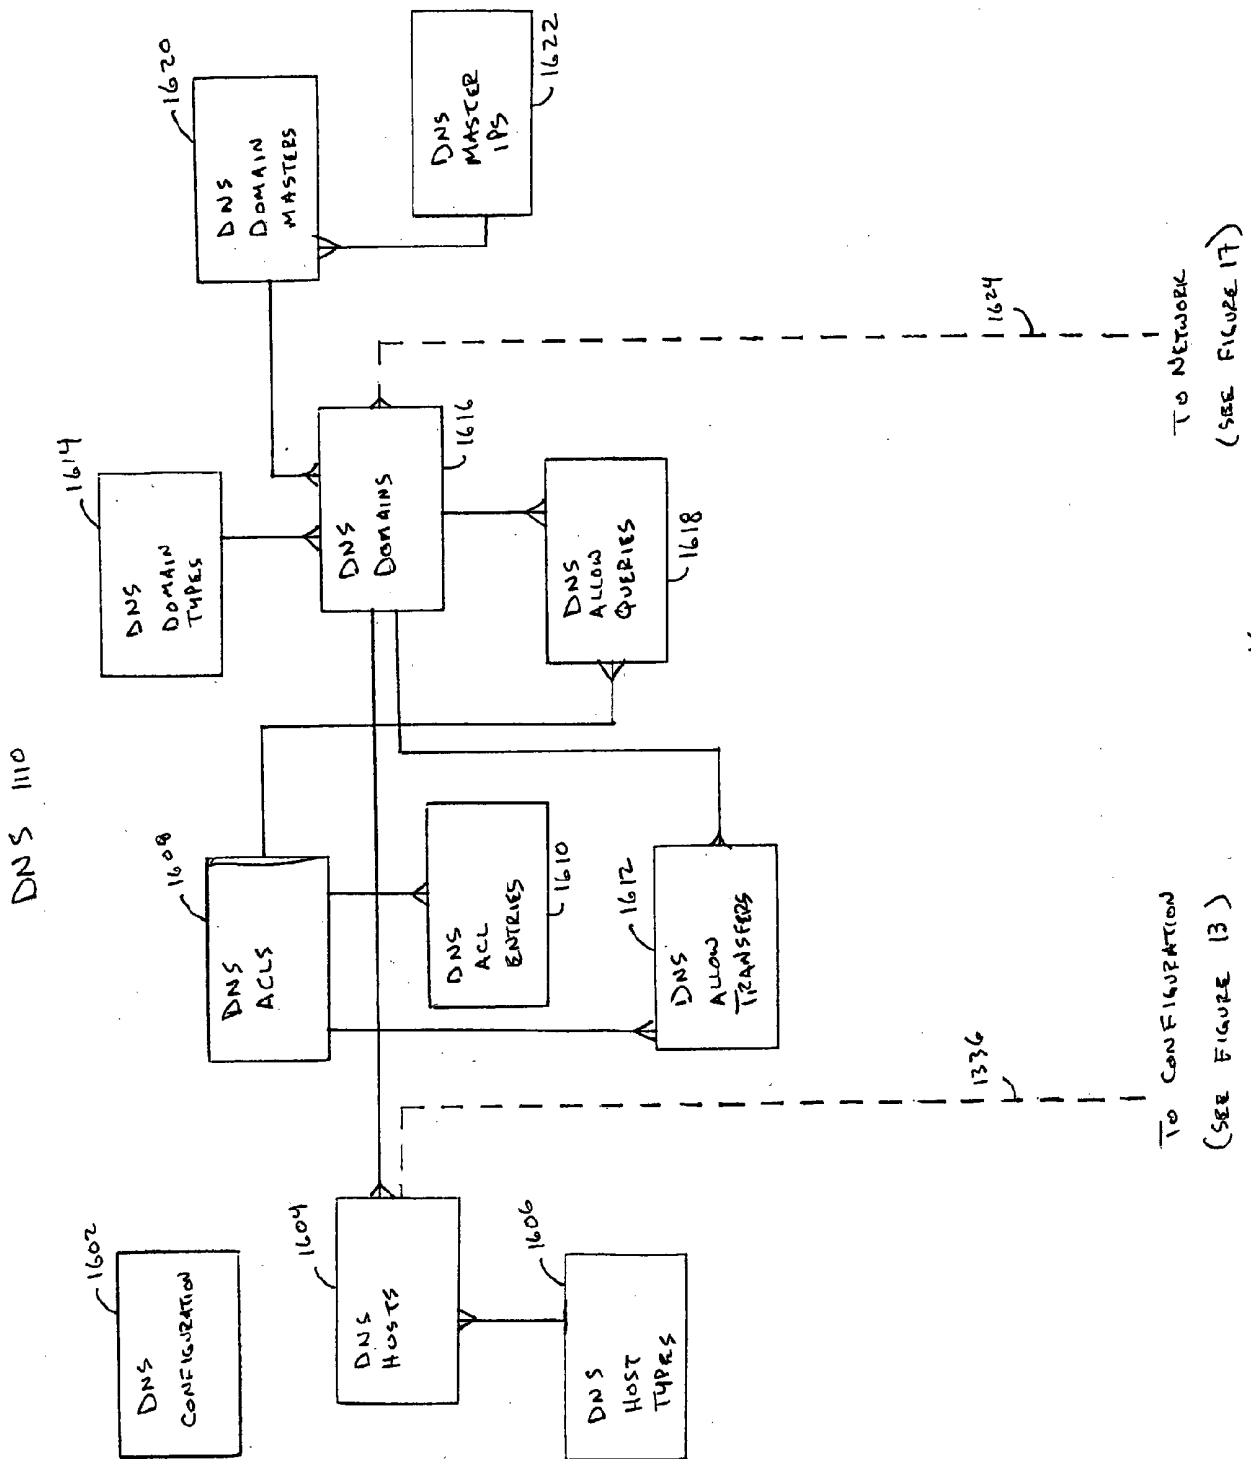 DNS 1110
1602
DNS
CONFIGURATION
1604
DNS
HOSTS
1606
DNS
HOST
TYPES
1608
DNS
ACLS
DNS
ACL
ENTRIES
1610
1612
DNS
ALLOW
TRANSFERS
1614
DNS
DOMAIN
TYPES
DNS
DOMAINS
1616
DNS
ALLOW
QUERIES
1618
1620
DNS
DOMAIN
MASTERS
DNS
MASTER
IPS
1622
1336
TO CONFIGURATION
(SEE FIGURE 13)
1624
TO NETWORK
(SEE FIGURE 17)